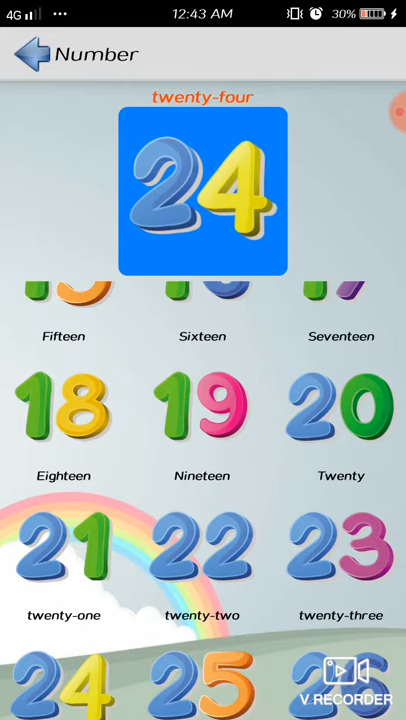 4G 12:43 AM 30%
Number
twenty-four
24
Fifteen Sixteen Seventeen
18 19 20
Eighteen Nineteen Twenty
21 22 23
twenty-one twenty-two twenty-three
24 25
V RECORDER